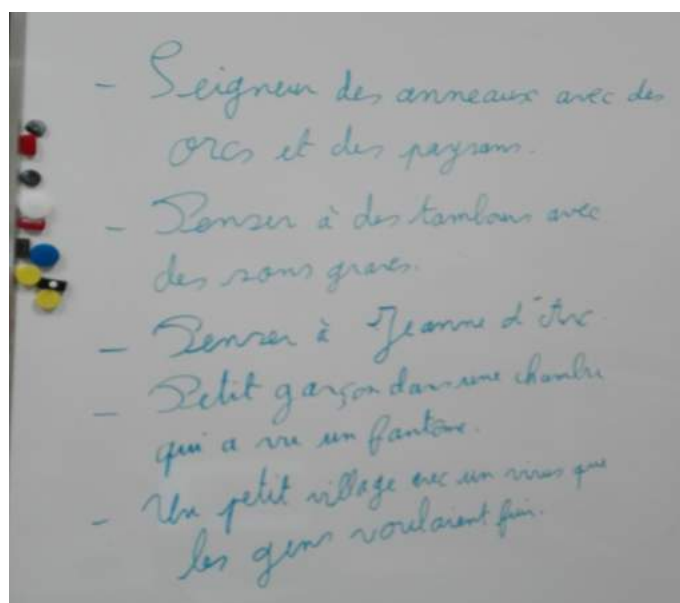 - Seigneur des anneaux avec des
orcs et des paysans.
- Penser à des tambours avec
des sons graves.
- Penser à Jeanne d'Arc.
- Petit garçon dans une chambre
qui a vu un fantôme.
- Un petit village avec un virus que
les gens voulaient fuir.